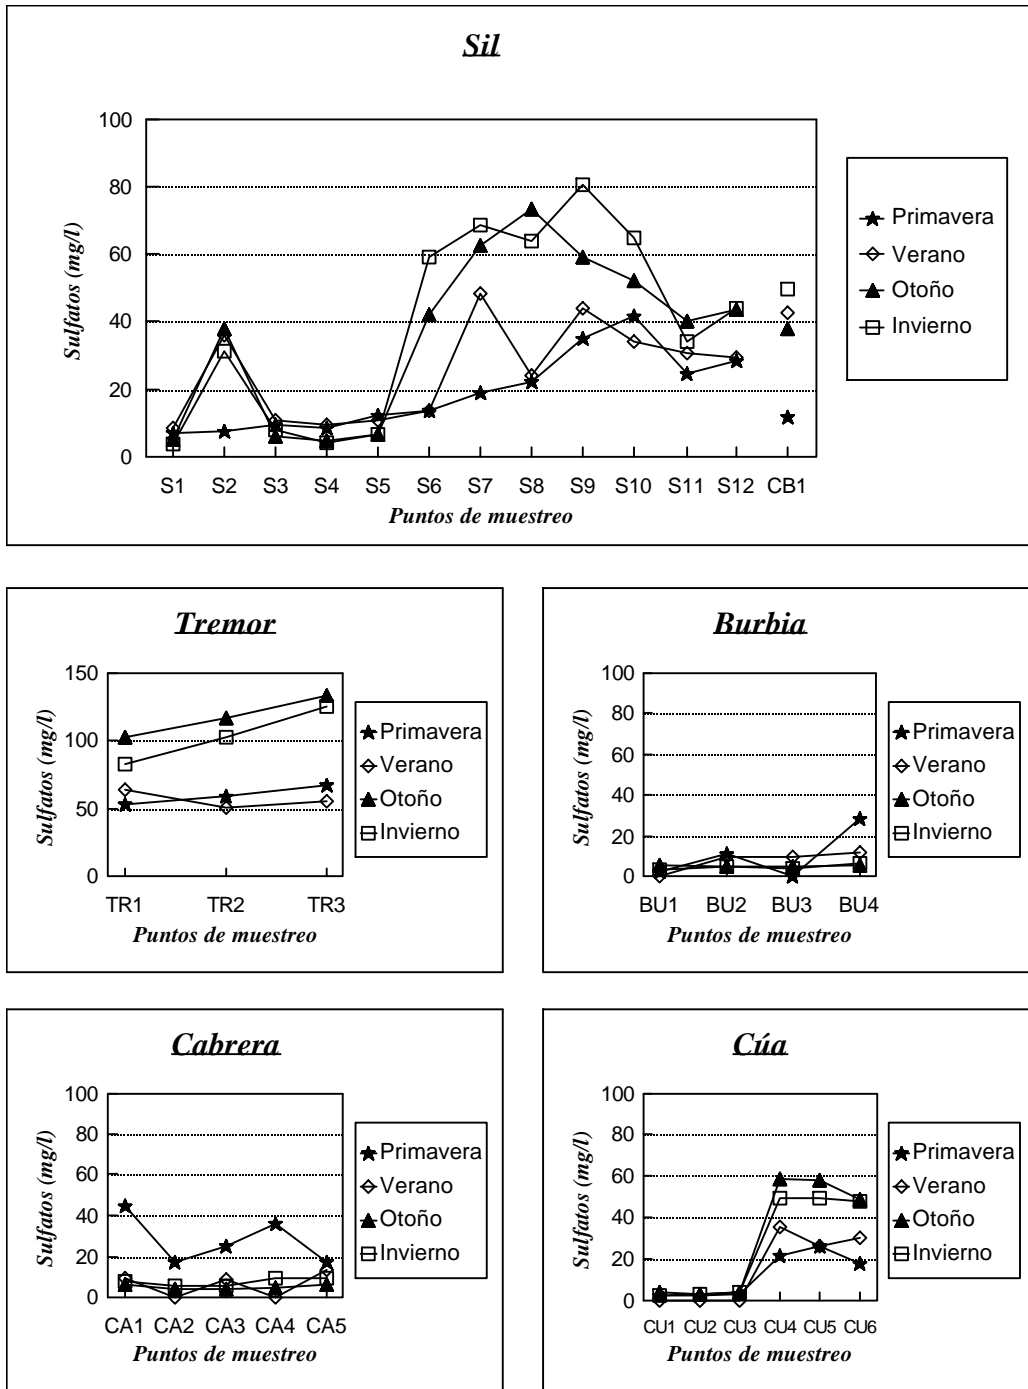 Sil
Sulfatos (mg/l)
100
80
60
40
20
0
S1 S2 S3 S4 S5 S6 S7 S8 S9 S10 S11 S12 CB1
Puntos de muestreo
Primavera
Verano
Otoño
Invierno
Tremor
Sulfatos (mg/l)
150
100
50
0
TR1 TR2 TR3
Puntos de muestreo
Primavera
Verano
Otoño
Invierno
Burbia
Sulfatos (mg/l)
100
80
60
40
20
0
BU1 BU2 BU3 BU4
Puntos de muestreo
Primavera
Verano
Otoño
Invierno
Cabrera
Sulfatos (mg/l)
100
80
60
40
20
0
CA1 CA2 CA3 CA4 CA5
Puntos de muestreo
Primavera
Verano
Otoño
Invierno
Cúa
Sulfatos (mg/l)
100
80
60
40
20
0
CU1 CU2 CU3 CU4 CU5 CU6
Puntos de muestreo
Primavera
Verano
Otoño
Invierno